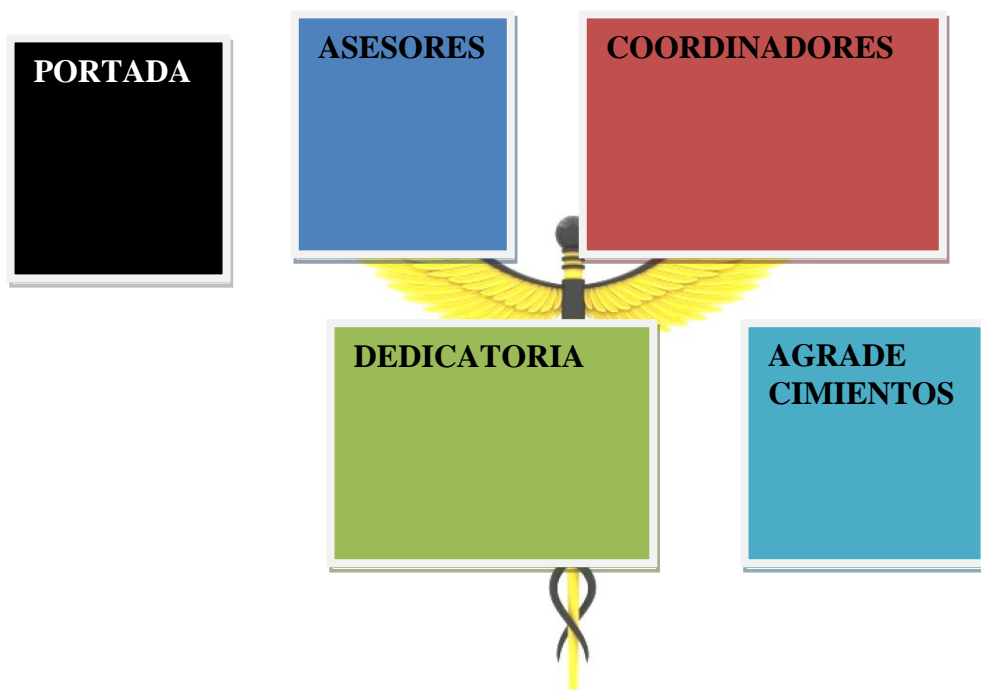 PORTADA
ASESORES
COORDINADORES
DEDICATORIA
AGRADE
CIMIENTOS